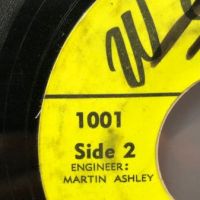 1001
Side 2
ENGINEER:
MARTIN ASHLEY